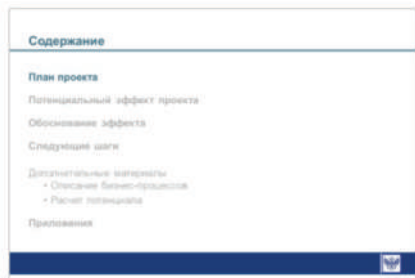 Содержание
План проекта
Потенциальный эффект проекта
Обоснование эффекта
Следующие шаги
Дополнительные материалы
• Описание бизнес-процессов
• Расчет потенциала
Приложения